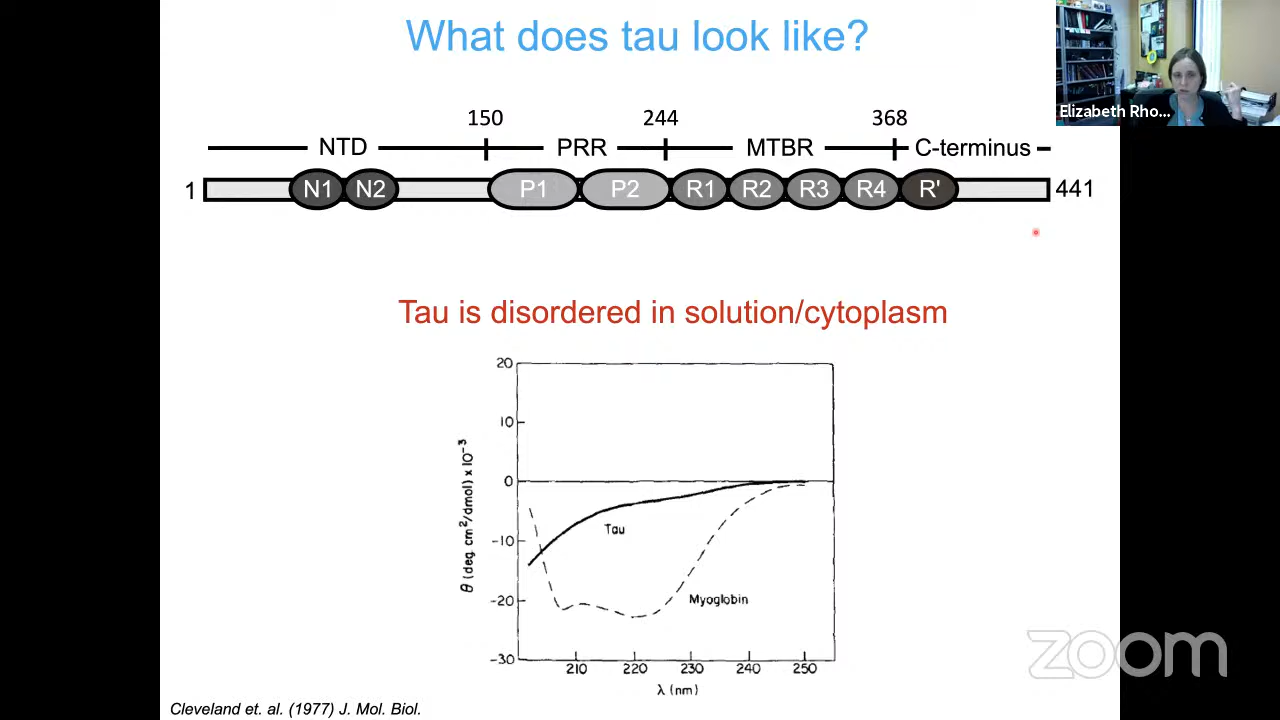 What does tau look like?
Elizabeth Rho...
150 244 368
NTD PRR MTBR C-terminus
1 N1 N2 P1 P2 R1 R2 R3 R4 R' 441
Tau is disordered in solution/cytoplasm
20
10
0
-10
-20
-30
θ (deg. cm²/dmol) x 10⁻³
Tau
Myoglobin
210 220 230 240 250
λ (nm)
zoom
Cleveland et. al. (1977) J. Mol. Biol.